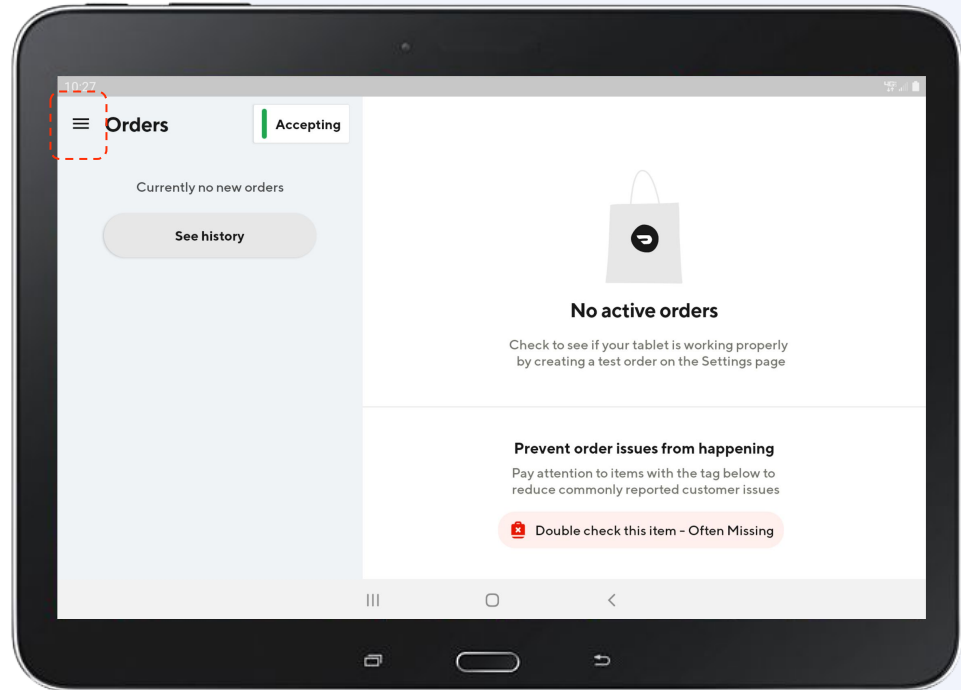 10:27
Orders
Accepting
Currently no new orders
See history
No active orders
Check to see if your tablet is working properly
by creating a test order on the Settings page
Prevent order issues from happening
Pay attention to items with the tag below to
reduce commonly reported customer issues
Double check this item - Often Missing